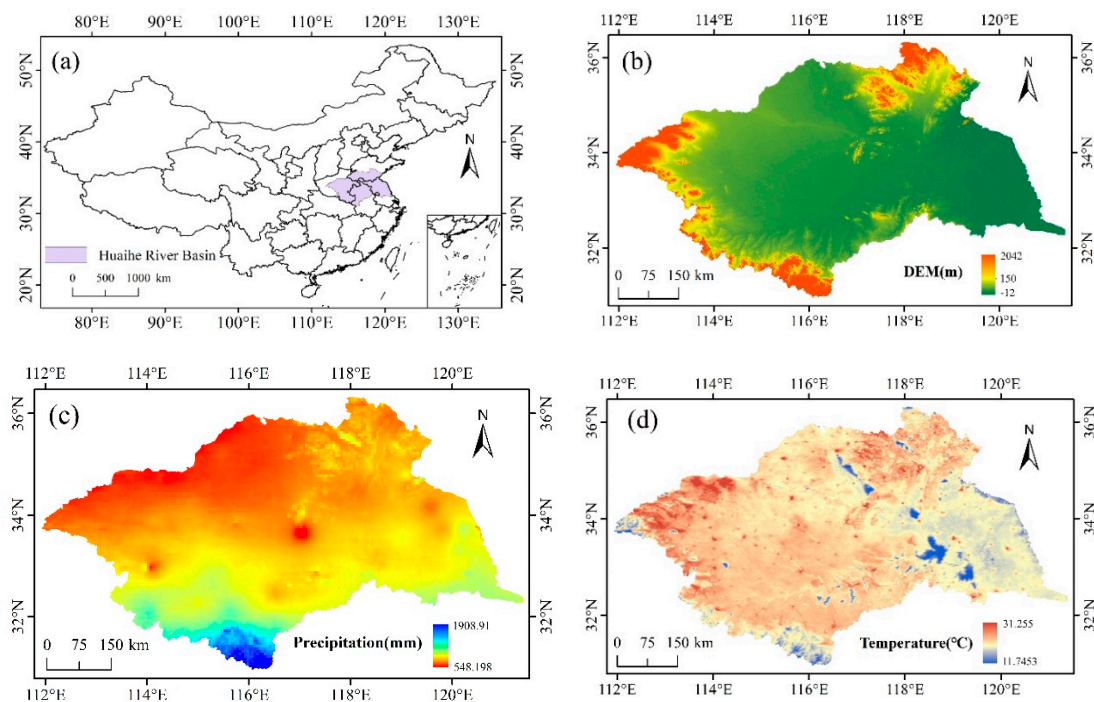 80°E 90°E 100°E 110°E 120°E 130°E
(a)
50°N 50°N
N
40°N 40°N
30°N 30°N
Huaihe River Basin
0 500 1000 km
20°N 20°N
80°E 90°E 100°E 110°E 120°E 130°E
112°E 114°E 116°E 118°E 120°E
(b)
36°N 36°N
N
34°N 34°N
32°N 32°N
2042
150
-12
DEM(m)
0 75 150 km
112°E 114°E 116°E 118°E 120°E
112°E 114°E 116°E 118°E 120°E
(c)
36°N 36°N
N
34°N 34°N
32°N 32°N
1908.91
Precipitation(mm)
548.198
0 75 150 km
112°E 114°E 116°E 118°E 120°E
112°E 114°E 116°E 118°E 120°E
(d)
36°N 36°N
N
34°N 34°N
32°N 32°N
31.255
Temperature(°C)
11.7453
0 75 150 km
112°E 114°E 116°E 118°E 120°E